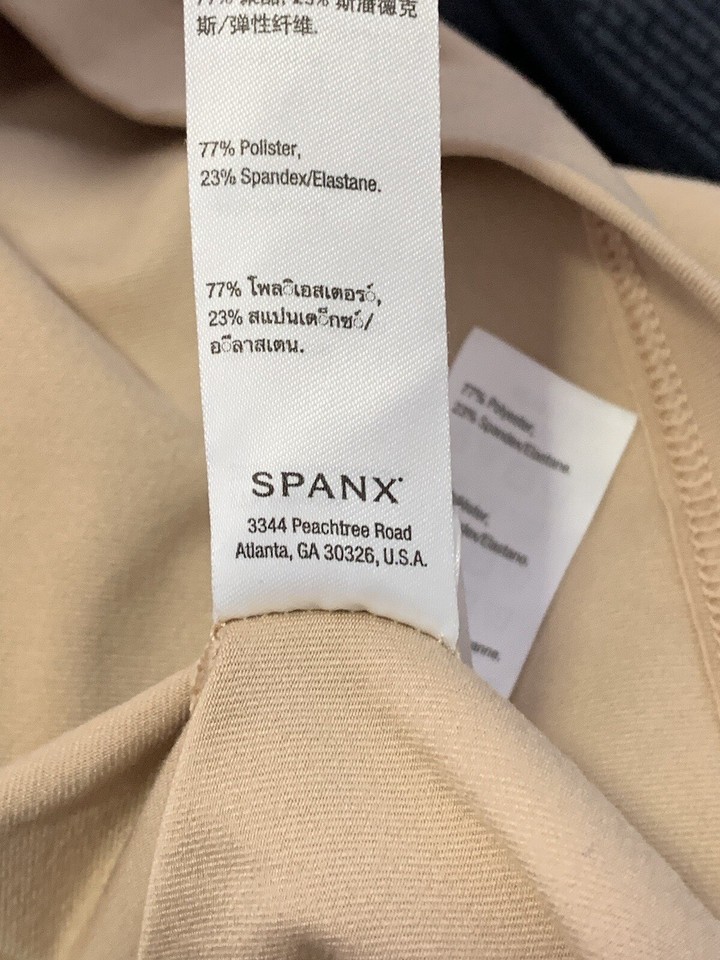 斯/弹性纤维.
77% Polister,
23% Spandex/Elastane.
77% โพลิเอสเตอร์,
23% สแปนเด็กซ์/
อีลาสเตน.
SPANX
3344 Peachtree Road
Atlanta, GA 30326, U.S.A.
77% Polyester,
23% Spandex/Elastane.